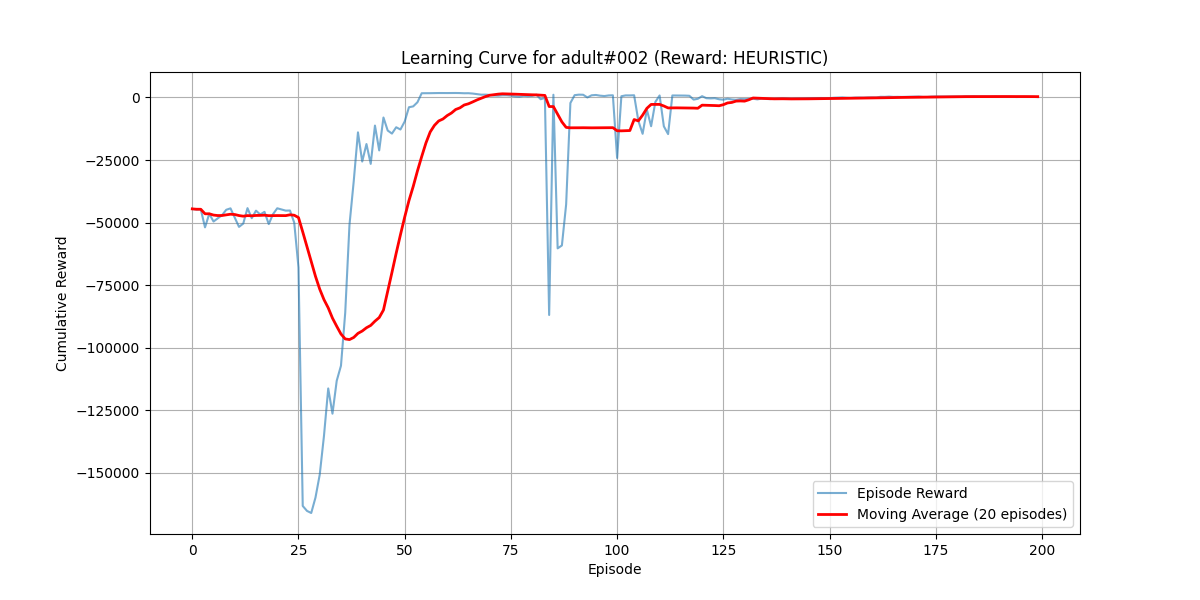 Learning Curve for adult#002 (Reward: HEURISTIC)
0
−25000
−50000
−75000
−100000
−125000
−150000
Cumulative Reward
Episode Reward
Moving Average (20 episodes)
0 25 50 75 100 125 150 175 200
Episode